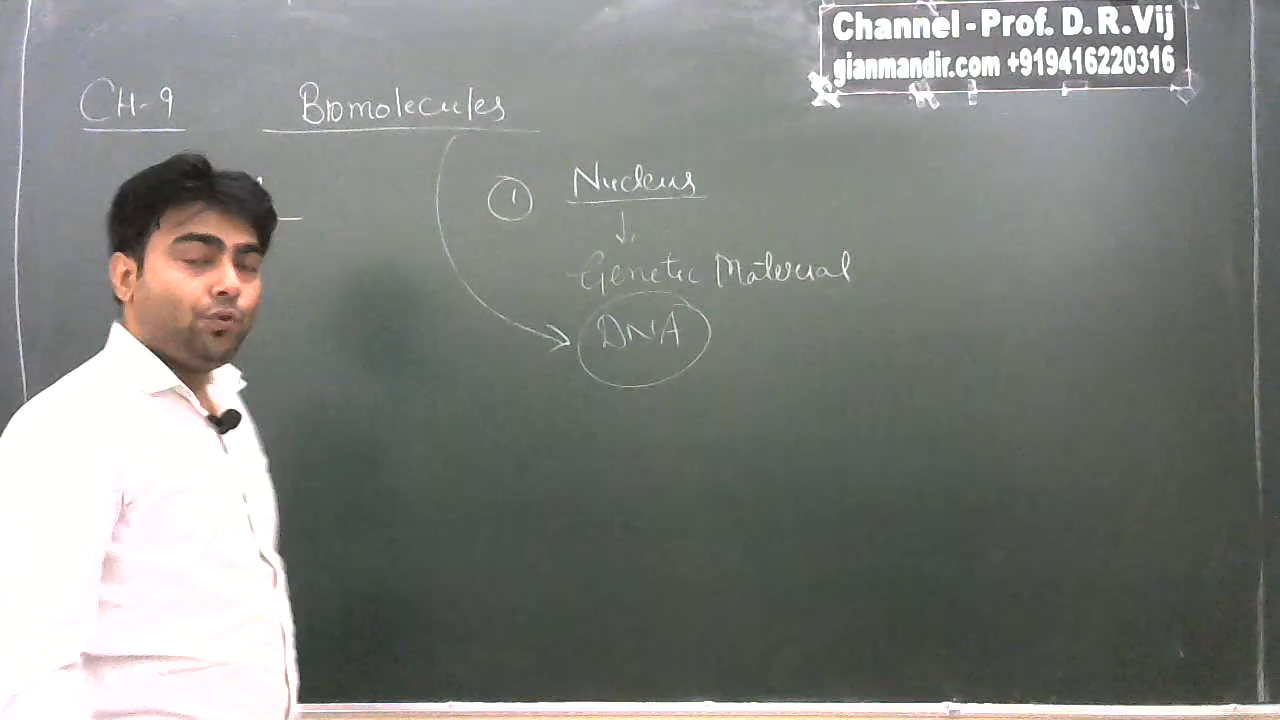 Channel - Prof. D. R. Vij
gianmandir.com +919416220316
CH-9 Biomolecules
1 Nucleus
Genetic Material
DNA